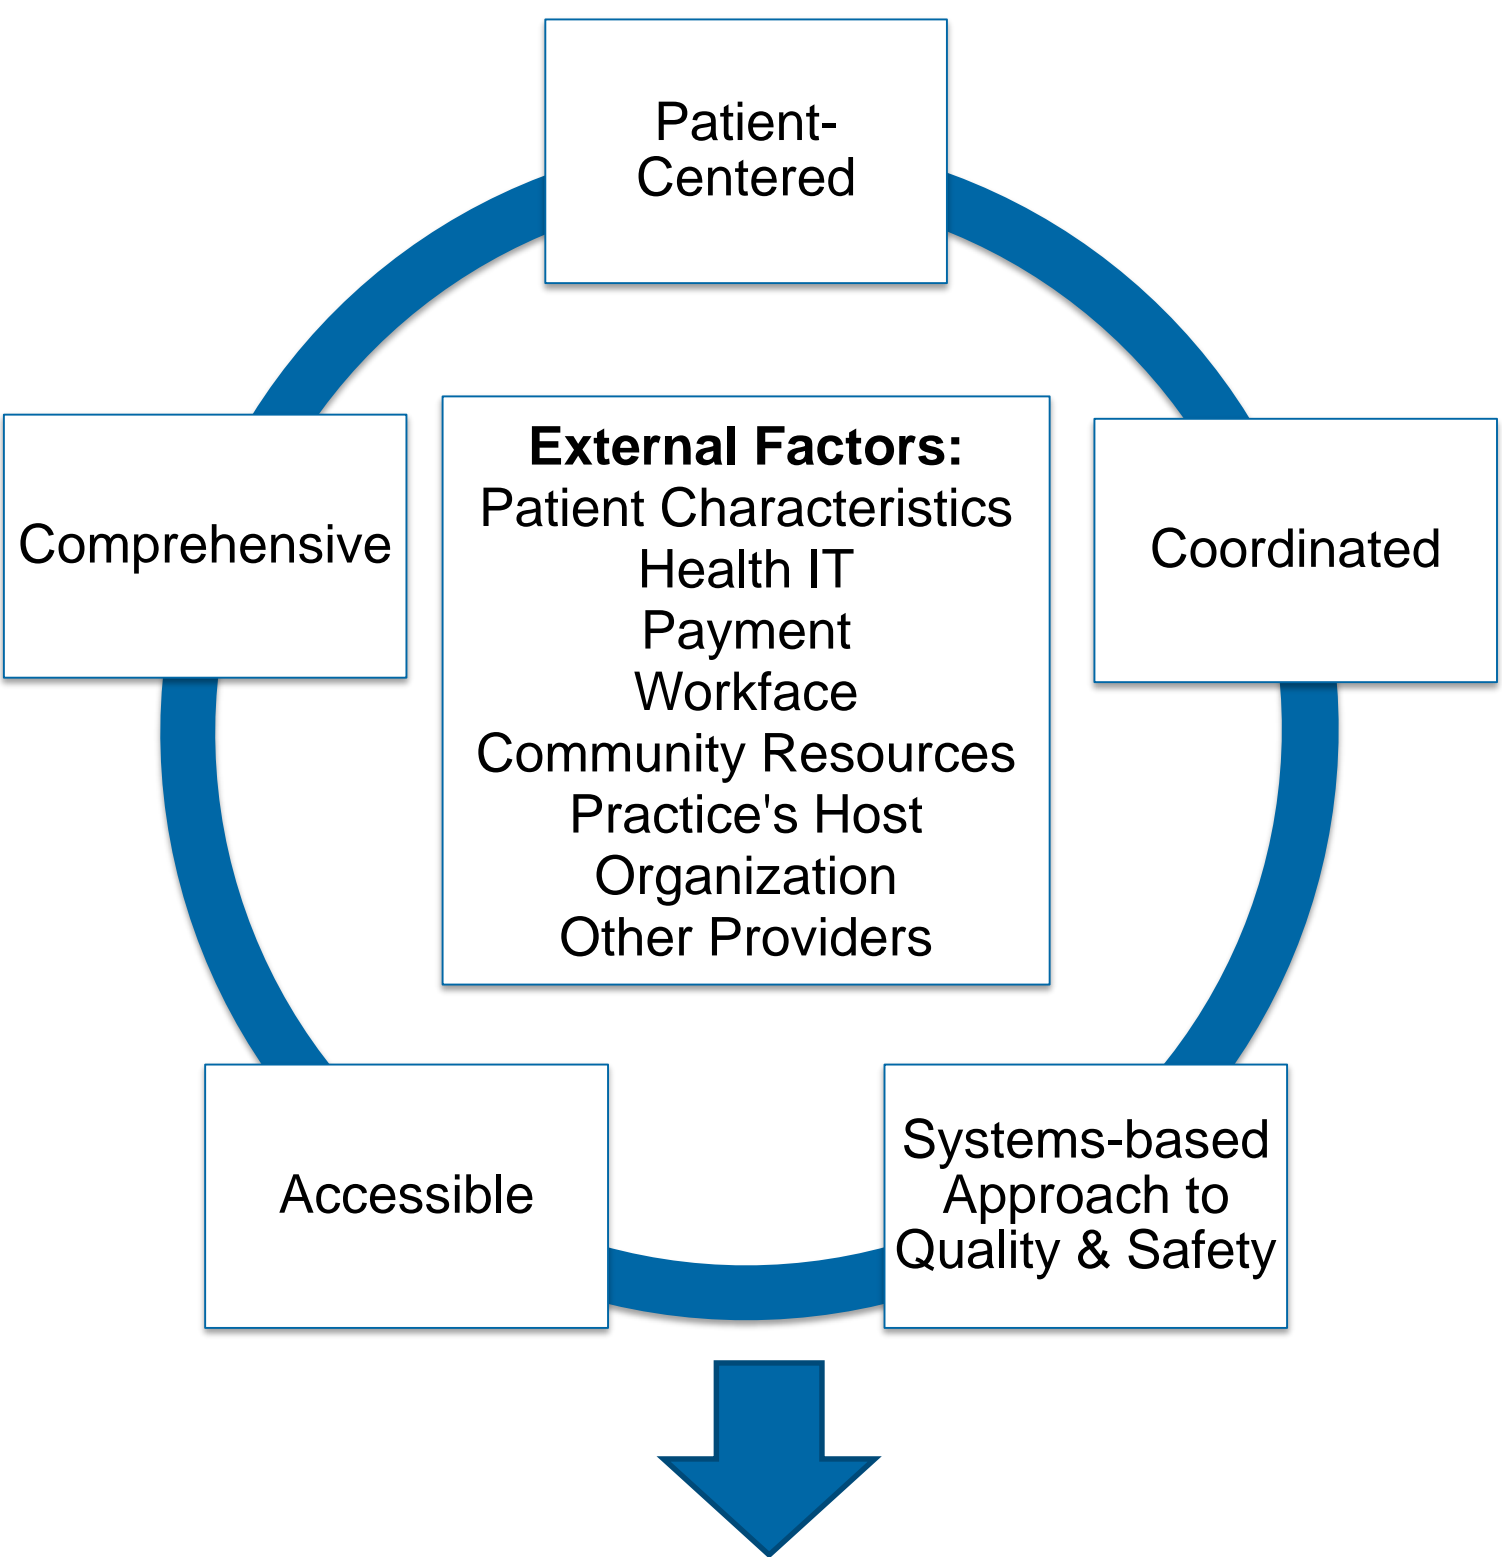 Patient-
Centered
Comprehensive
External Factors:
Patient Characteristics
Health IT
Payment
Workface
Community Resources
Practice's Host
Organization
Other Providers
Coordinated
Accessible
Systems-based
Approach to
Quality & Safety